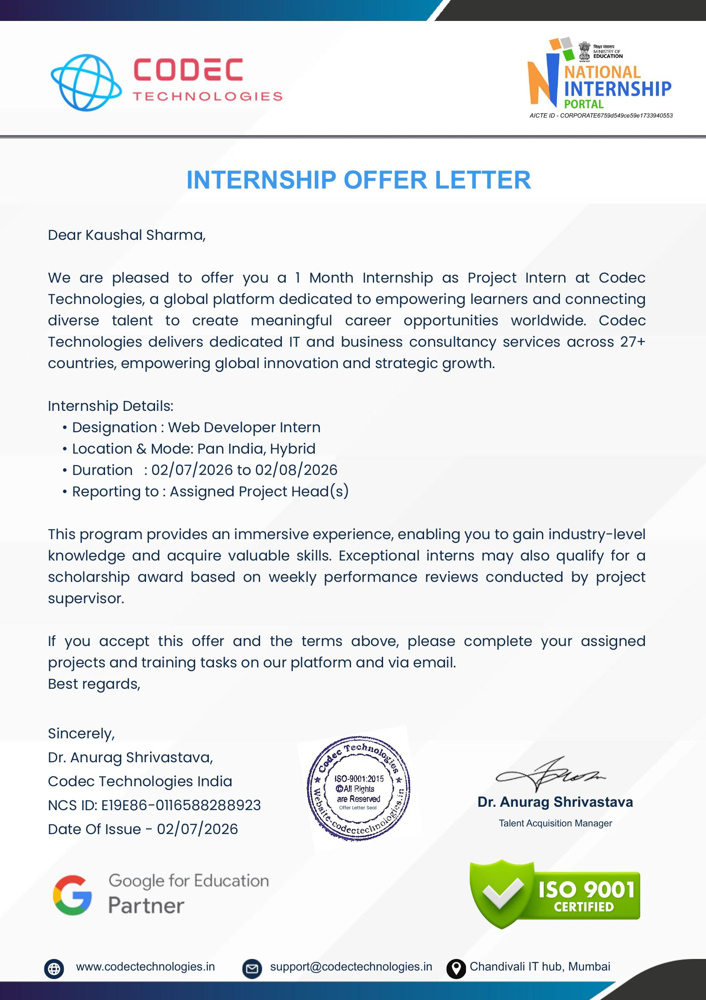 CODEC
TECHNOLOGIES
शिक्षा मंत्रालय
MINISTRY OF
EDUCATION
सत्यमेव जयते
NATIONAL
INTERNSHIP
PORTAL
AICTE ID - CORPORATE6759d549ce59e1733940553
INTERNSHIP OFFER LETTER
Dear Kaushal Sharma,
We are pleased to offer you a 1 Month Internship as Project Intern at Codec
Technologies, a global platform dedicated to empowering learners and connecting
diverse talent to create meaningful career opportunities worldwide. Codec
Technologies delivers dedicated IT and business consultancy services across 27+
countries, empowering global innovation and strategic growth.
Internship Details:
• Designation : Web Developer Intern
• Location & Mode: Pan India, Hybrid
• Duration : 02/07/2026 to 02/08/2026
• Reporting to : Assigned Project Head(s)
This program provides an immersive experience, enabling you to gain industry-level
knowledge and acquire valuable skills. Exceptional interns may also qualify for a
scholarship award based on weekly performance reviews conducted by project
supervisor.
If you accept this offer and the terms above, please complete your assigned
projects and training tasks on our platform and via email.
Best regards,
Sincerely,
Dr. Anurag Shrivastava,
Codec Technologies India
NCS ID: E19E86-0116588288923
Date Of Issue - 02/07/2026
★ Codec Technologies ★
ISO-9001:2015
©All Rights
are Reserved
Offer Letter Seal
Website-codectechnologies.in
Dr. Anurag Shrivastava
Talent Acquisition Manager
Google for Education
Partner
ISO 9001
CERTIFIED
www.codectechnologies.in
support@codectechnologies.in
Chandivali IT hub, Mumbai